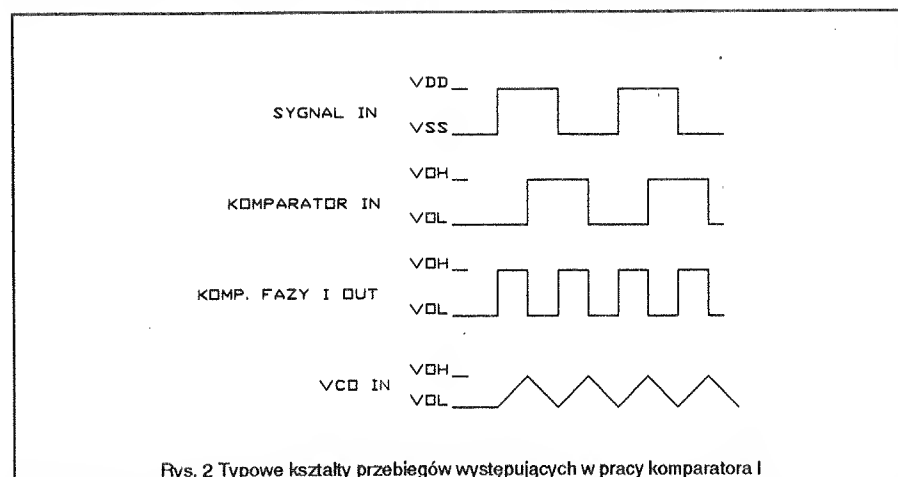 VDD
SYGNAL IN
VSS
VOH
KOMPARATOR IN
VOL
VOH
KOMP. FAZY I OUT
VOL
VOH
VCO IN
VOL
Rys. 2 Typowe kształty przebiegów występujących w pracy komparatora I